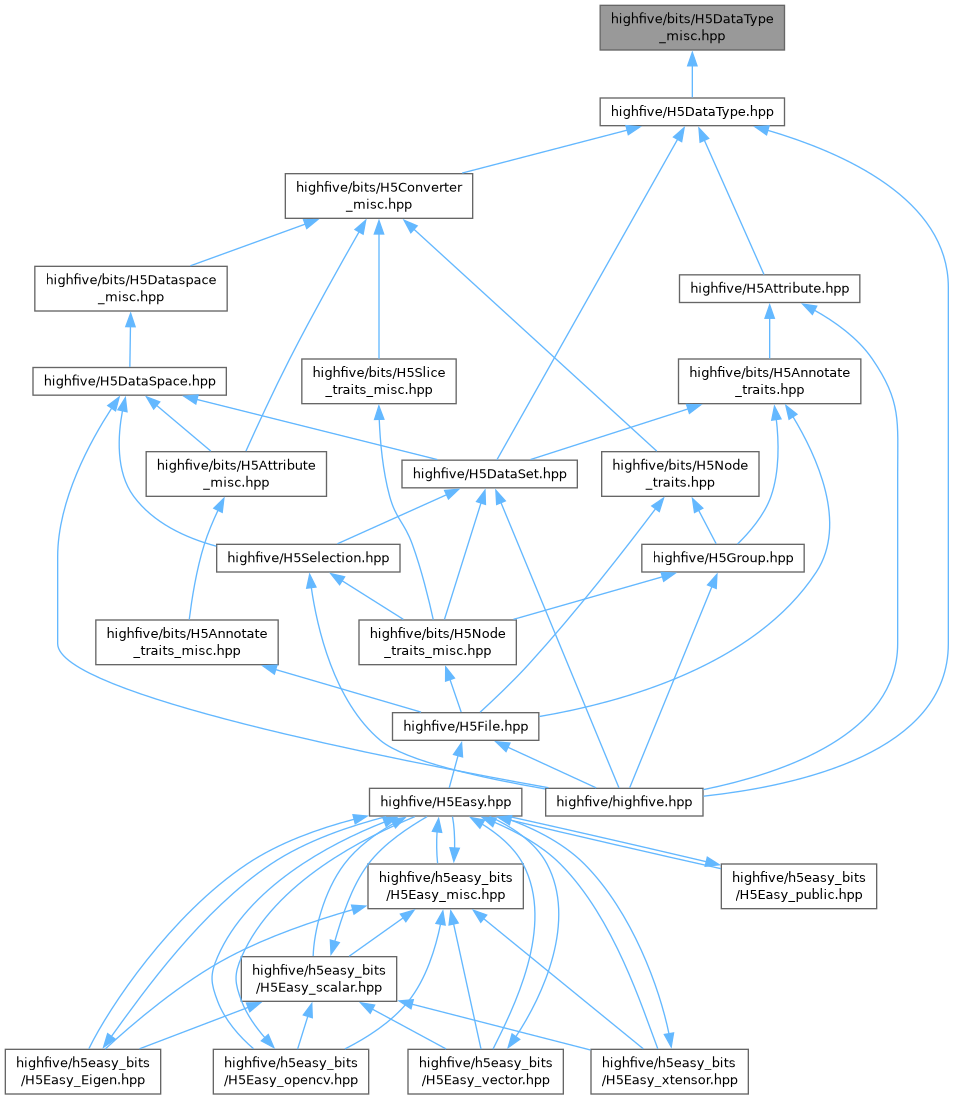 highfive/bits/H5DataType
_misc.hpp
highfive/H5DataType.hpp
highfive/bits/H5Converter
_misc.hpp
highfive/bits/H5Dataspace
_misc.hpp
highfive/H5Attribute.hpp
highfive/H5DataSpace.hpp
highfive/bits/H5Slice
_traits_misc.hpp
highfive/bits/H5Annotate
_traits.hpp
highfive/bits/H5Attribute
_misc.hpp
highfive/H5DataSet.hpp
highfive/bits/H5Node
_traits.hpp
highfive/H5Selection.hpp
highfive/H5Group.hpp
highfive/bits/H5Annotate
_traits_misc.hpp
highfive/bits/H5Node
_traits_misc.hpp
highfive/H5File.hpp
highfive/H5Easy.hpp
highfive/highfive.hpp
highfive/h5easy_bits
/H5Easy_misc.hpp
highfive/h5easy_bits
/H5Easy_public.hpp
highfive/h5easy_bits
/H5Easy_scalar.hpp
highfive/h5easy_bits
/H5Easy_Eigen.hpp
highfive/h5easy_bits
/H5Easy_opencv.hpp
highfive/h5easy_bits
/H5Easy_vector.hpp
highfive/h5easy_bits
/H5Easy_xtensor.hpp